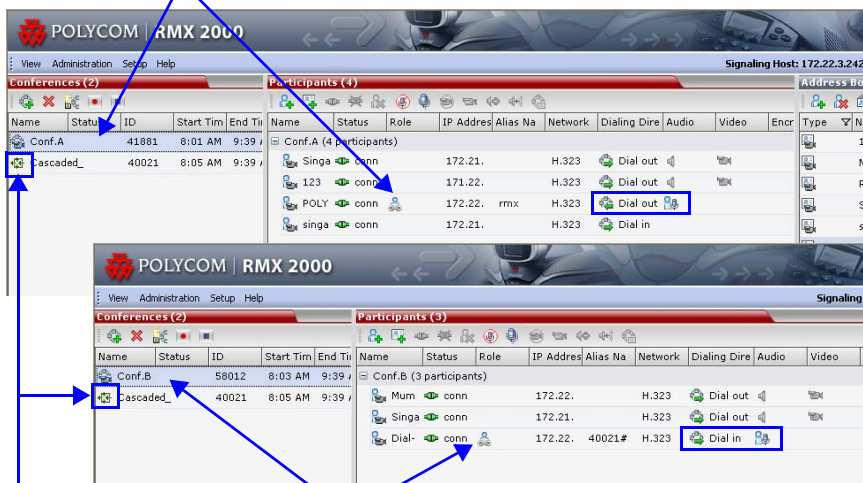 POLYCOM | RMX 2000
View Administration Setup Help Signaling Host: 172.22.3.242
Conferences (2) Participants (4) Address Bo
Name Statu ID Start Tim End Ti Name Status Role IP Addres Alias Na Network Dialing Dire Audio Video Encr Type N
Conf.A 41881 8:01 AM 9:39 Conf.A (4 participants)
Cascaded_ 40021 8:05 AM 9:39 Singa conn 172.21. H.323 Dial out
123 conn 171.22. H.323 Dial out
POLY conn 172.22. rmx H.323 Dial out
singa conn 172.21. H.323 Dial in
POLYCOM | RMX 2000
View Administration Setup Help Signaling
Conferences (2) Participants (3)
Name Status ID Start Tim End Ti Name Status Role IP Addres Alias Na Network Dialing Dire Audio Video
Conf.B 58012 8:03 AM 9:39 Conf.B (3 participants)
Cascaded_ 40021 8:05 AM 9:39 Mum conn 172.22. H.323 Dial out
Singa conn 172.21. H.323 Dial out
Dial- conn 172.22. 40021# H.323 Dial in